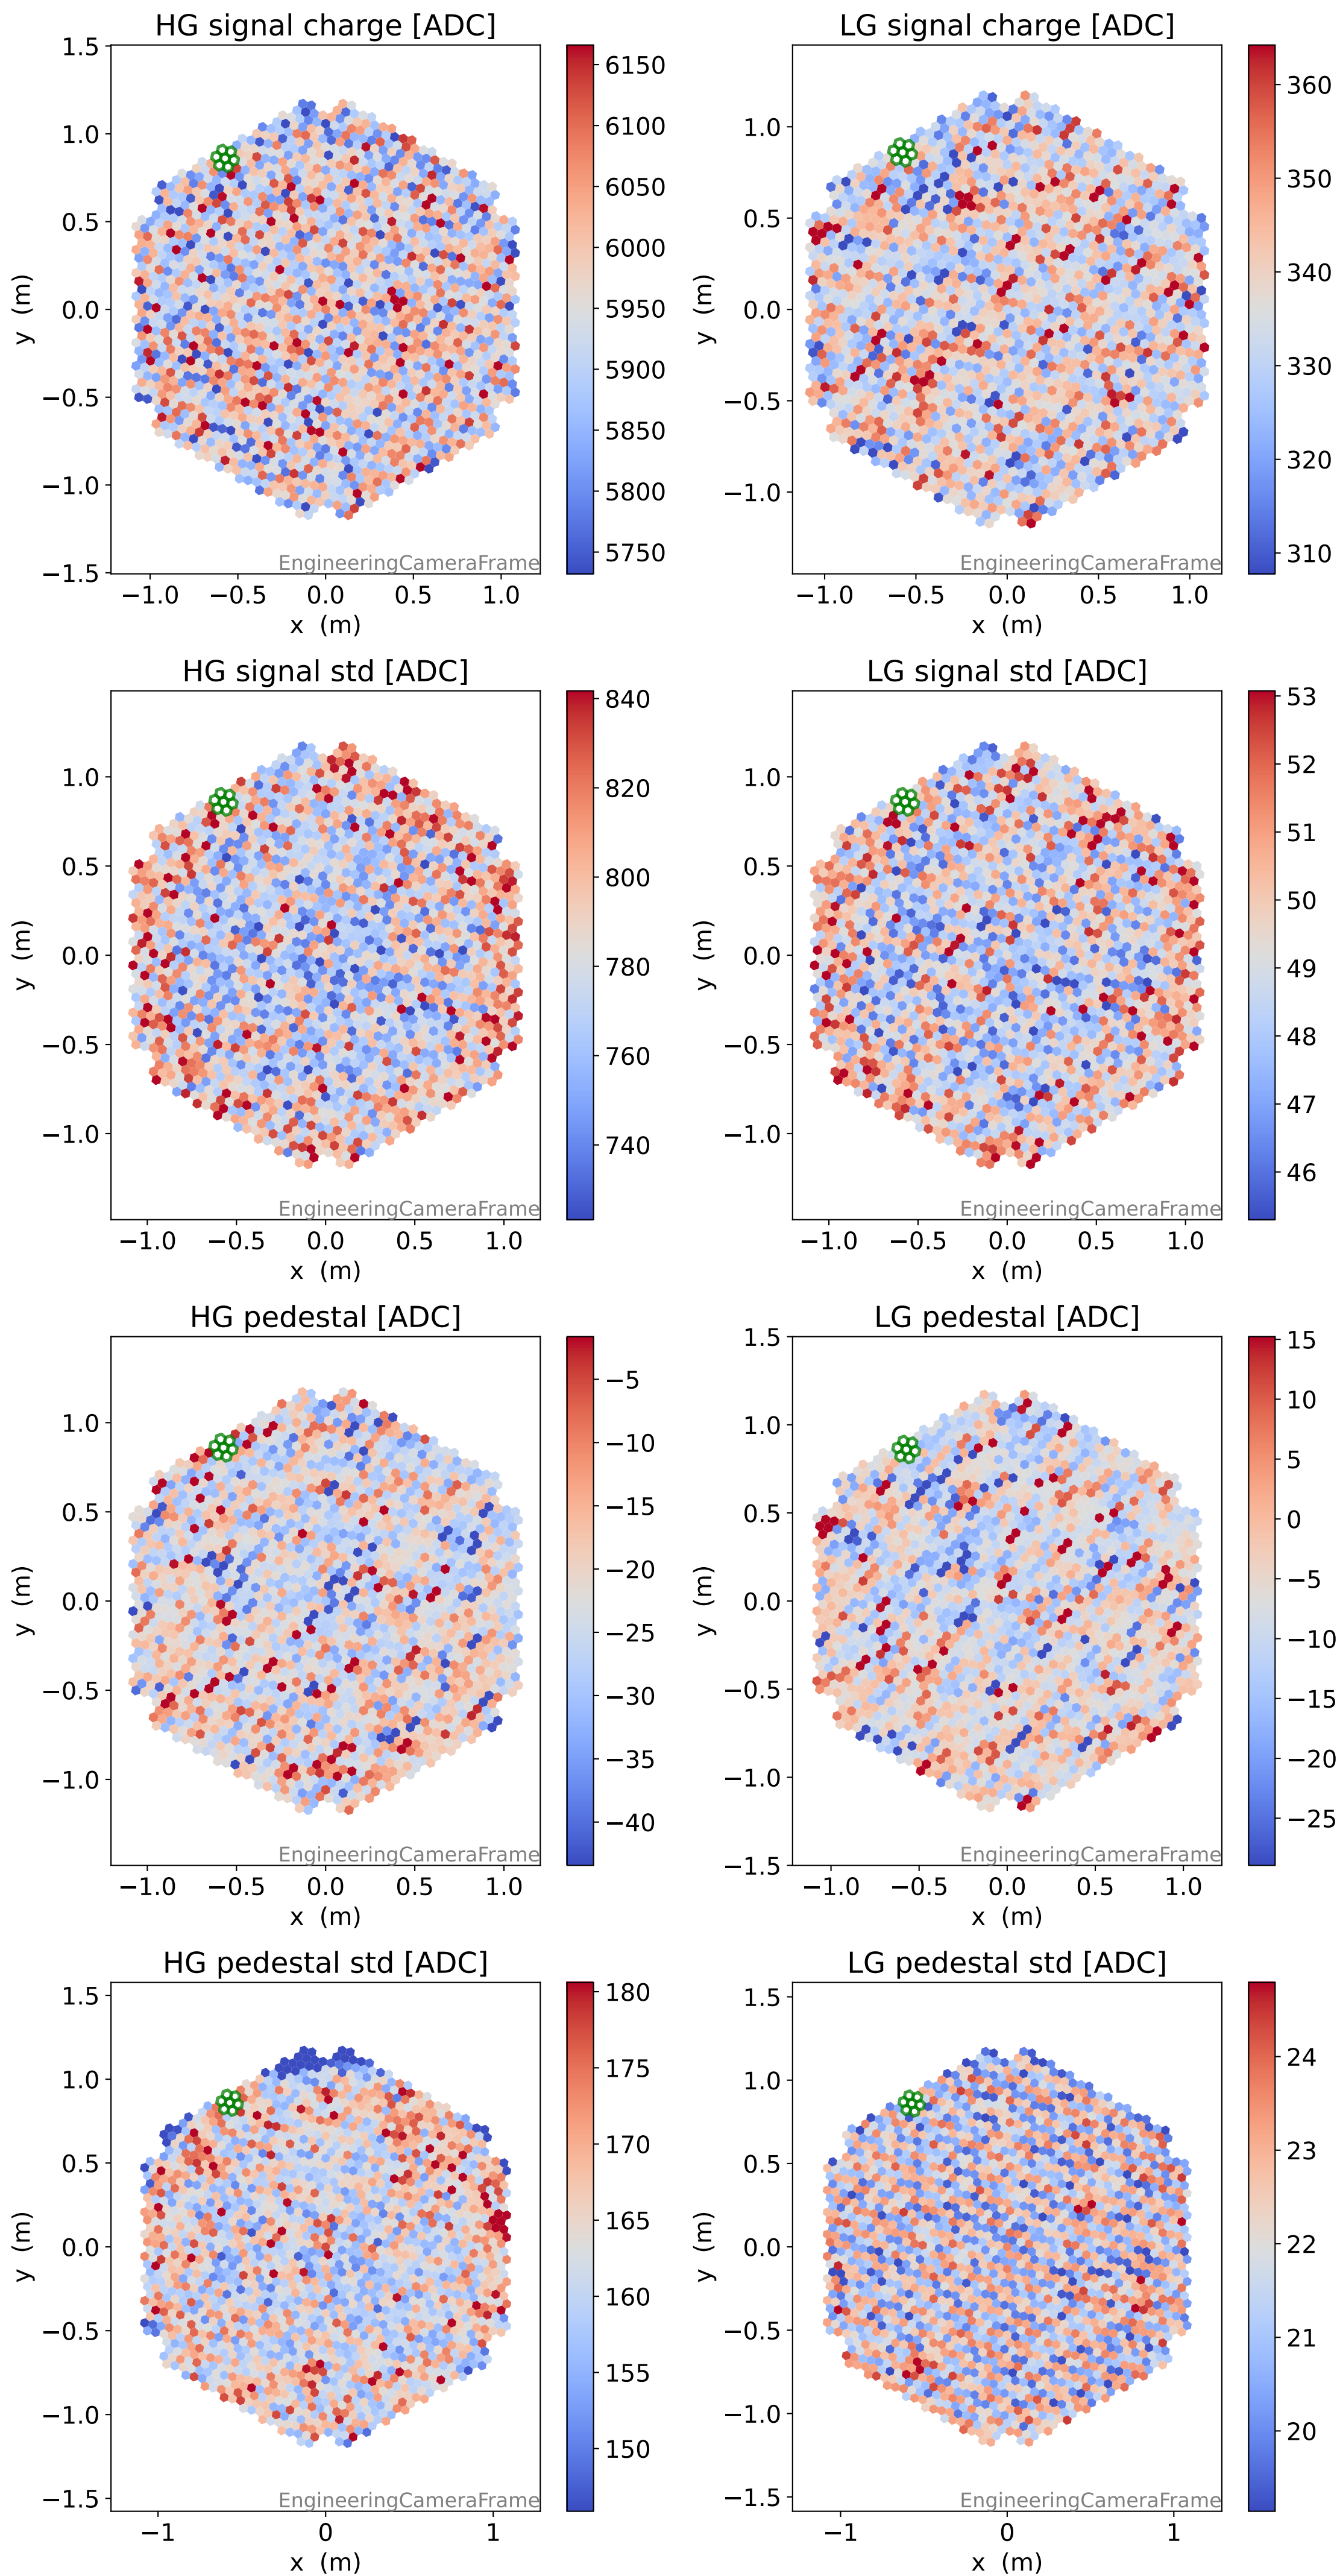 HG signal charge [ADC]
1.5
1.0
0.5
0.0
−0.5
−1.0
−1.5
y (m)
−1.0 −0.5 0.0 0.5 1.0
x (m)
EngineeringCameraFrame
6150
6100
6050
6000
5950
5900
5850
5800
5750
LG signal charge [ADC]
1.0
0.5
0.0
−0.5
−1.0
y (m)
−1.0 −0.5 0.0 0.5 1.0
x (m)
EngineeringCameraFrame
360
350
340
330
320
310
HG signal std [ADC]
1.0
0.5
0.0
−0.5
−1.0
y (m)
−1.0 −0.5 0.0 0.5 1.0
x (m)
EngineeringCameraFrame
840
820
800
780
760
740
LG signal std [ADC]
1.0
0.5
0.0
−0.5
−1.0
y (m)
−1.0 −0.5 0.0 0.5 1.0
x (m)
EngineeringCameraFrame
53
52
51
50
49
48
47
46
HG pedestal [ADC]
1.0
0.5
0.0
−0.5
−1.0
y (m)
−1.0 −0.5 0.0 0.5 1.0
x (m)
EngineeringCameraFrame
−5
−10
−15
−20
−25
−30
−35
−40
LG pedestal [ADC]
1.5
1.0
0.5
0.0
−0.5
−1.0
−1.5
y (m)
−1.0 −0.5 0.0 0.5 1.0
x (m)
EngineeringCameraFrame
15
10
5
0
−5
−10
−15
−20
−25
HG pedestal std [ADC]
1.5
1.0
0.5
0.0
−0.5
−1.0
−1.5
y (m)
−1 0 1
x (m)
EngineeringCameraFrame
180
175
170
165
160
155
150
LG pedestal std [ADC]
1.5
1.0
0.5
0.0
−0.5
−1.0
−1.5
y (m)
−1 0 1
x (m)
EngineeringCameraFrame
24
23
22
21
20